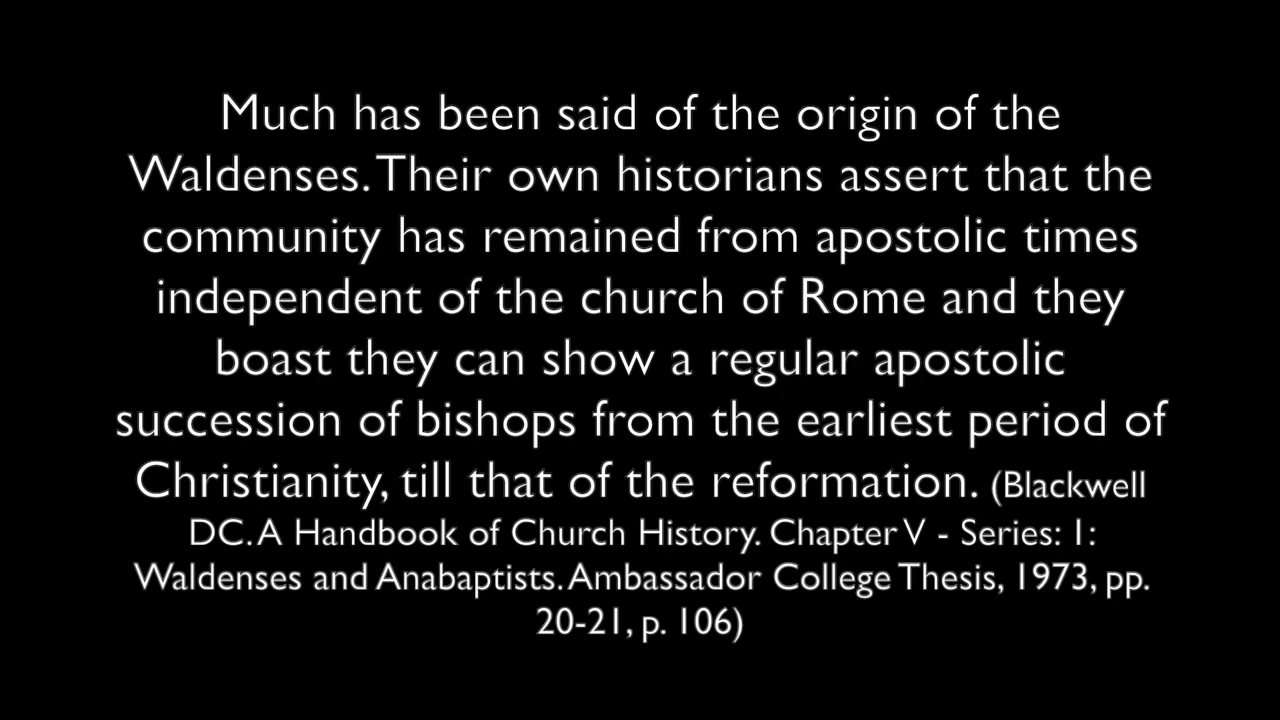 Much has been said of the origin of the
Waldenses. Their own historians assert that the
community has remained from apostolic times
independent of the church of Rome and they
boast they can show a regular apostolic
succession of bishops from the earliest period of
Christianity, till that of the reformation. (Blackwell
DC. A Handbook of Church History. Chapter V - Series: 1:
Waldenses and Anabaptists. Ambassador College Thesis, 1973, pp.
20-21, p. 106)